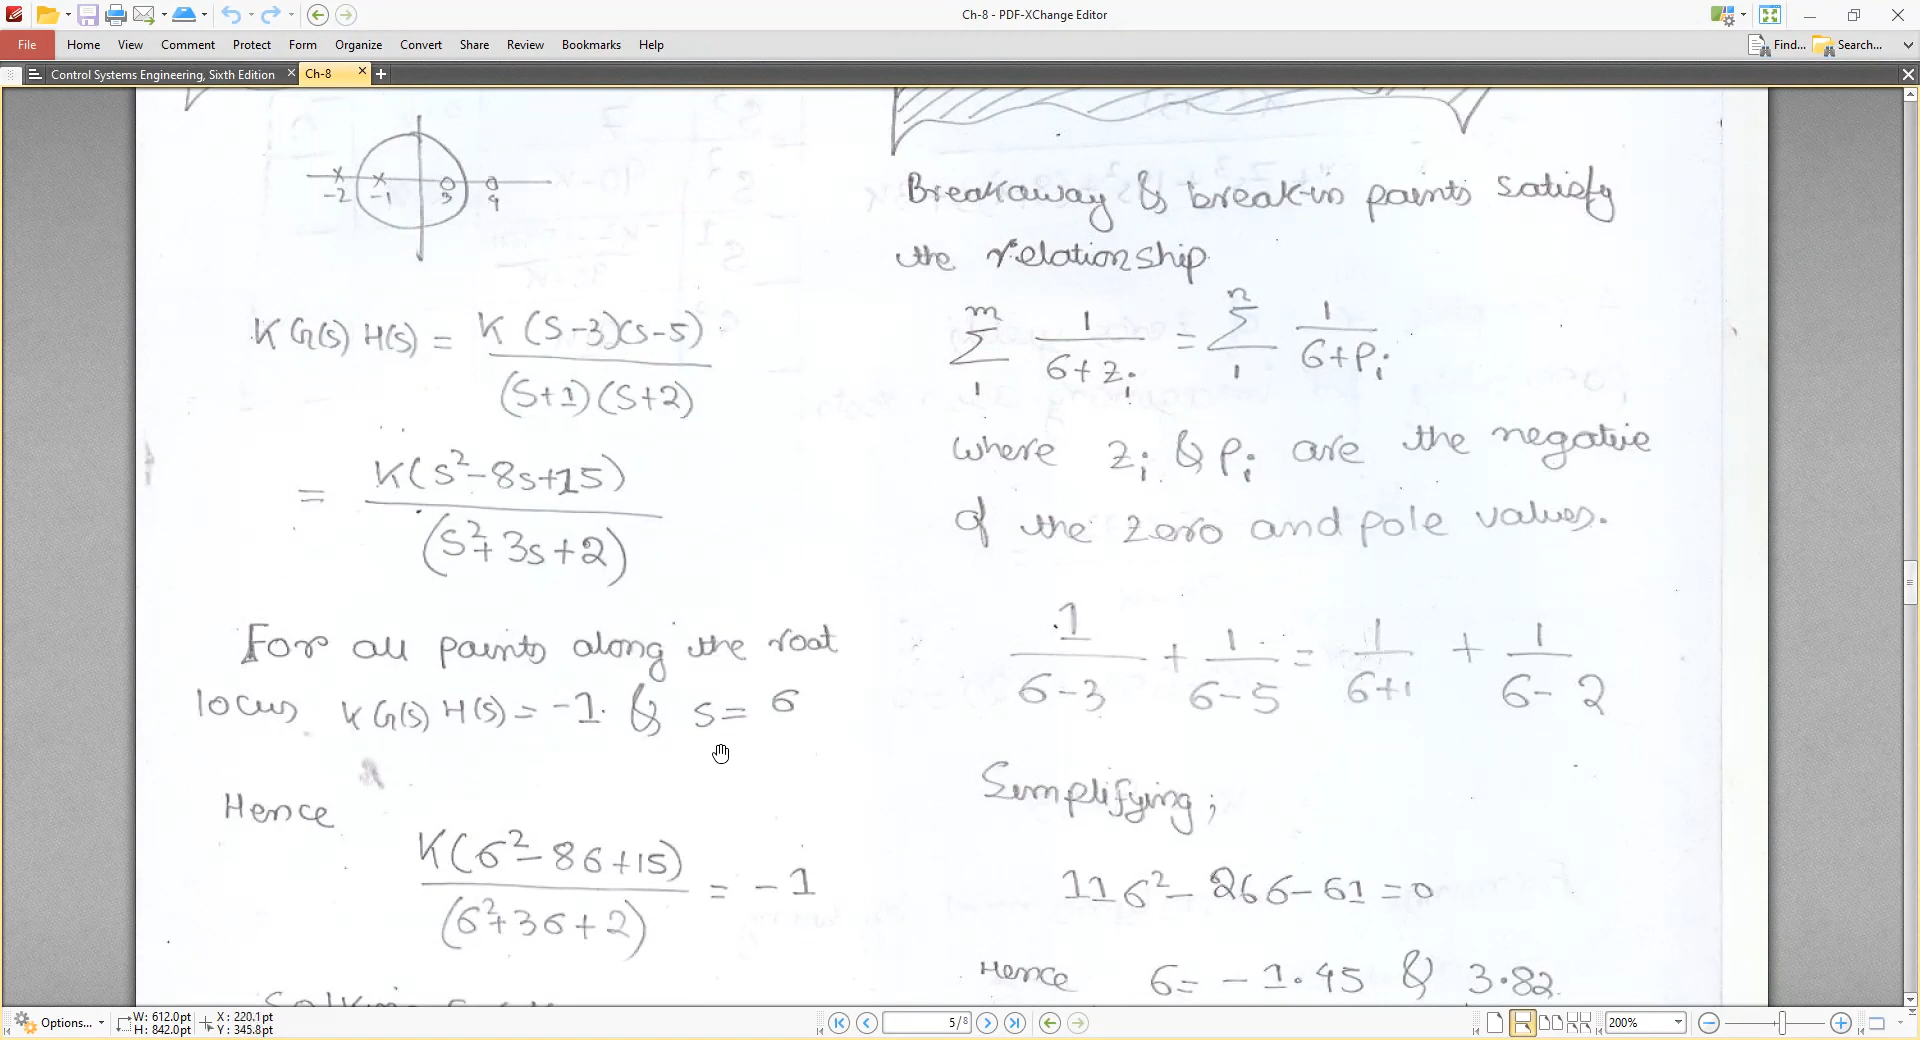 Ch-8 - PDF-XChange Editor
File Home View Comment Protect Form Organize Convert Share Review Bookmarks Help
Find... Search...
Control Systems Engineering, Sixth Edition Ch-8
-2 -1 3 9
K G(s) H(s) = K (S-3)(s-5)
(S+1)(S+2)
= K(s²-8s+15)
(s²+3s+2)
For all points along the root
locus K G(s) H(s) = -1. & s = σ
Hence
K(σ²-8σ+15) = -1
(σ²+3σ+2)
Breakaway & break-in points satisfy
the relationship
m n
Σ 1/(σ+zi) = Σ 1/(σ+Pi)
1 1
where zi & Pi are the negative
of the zero and pole values.
1/(σ-3) + 1/(σ-5) = 1/(σ+1) + 1/(σ-2)
Simplifying;
11σ²-26σ-61=0
Hence σ= -1.45 & 3.82
Options... W: 612.0pt X: 220.1pt
H: 842.0pt Y: 345.8pt
5/8
200%